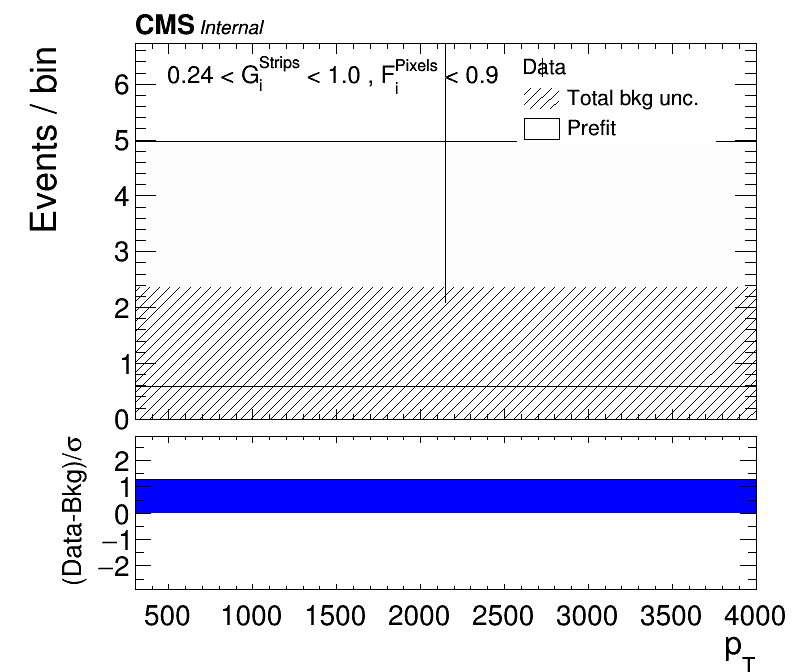 CMS Internal
0.24 < G_i^Strips < 1.0 , F_i^Pixels < 0.9
Data
Total bkg unc.
Prefit
Events / bin
6
5
4
3
2
1
0
(Data-Bkg)/σ
2
1
0
−1
−2
500 1000 1500 2000 2500 3000 3500 4000
p_T